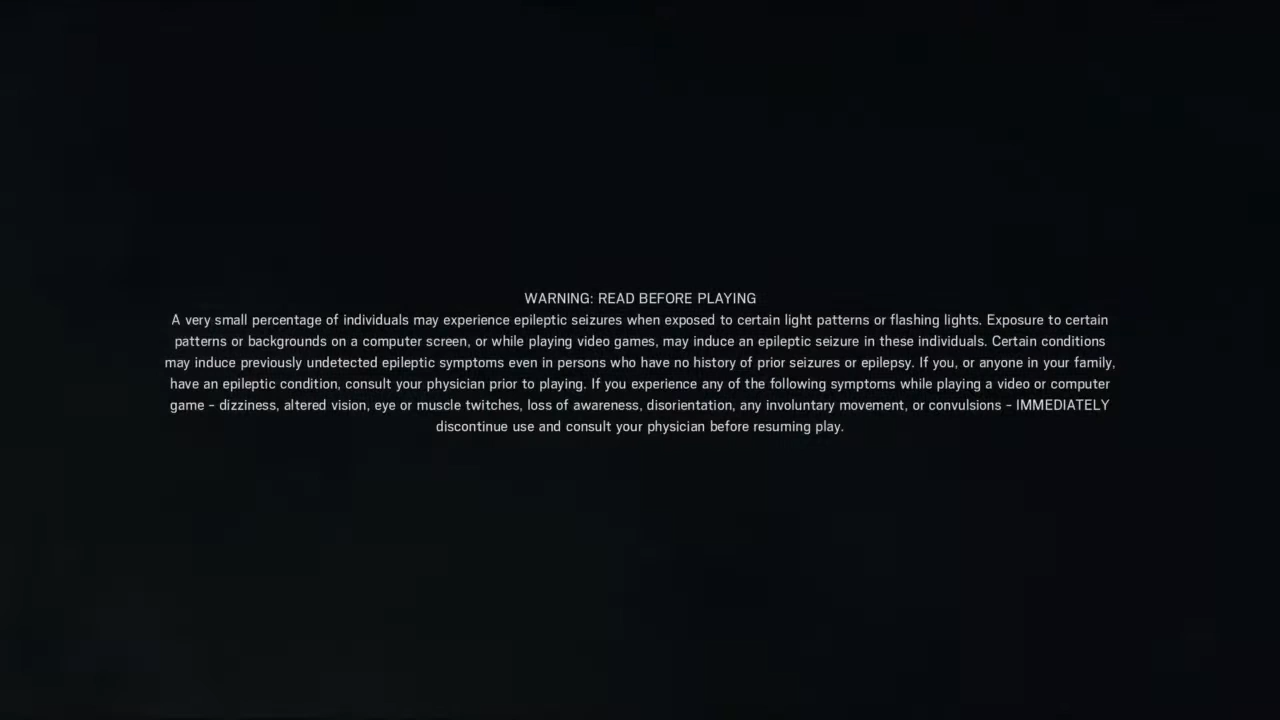 WARNING: READ BEFORE PLAYING
A very small percentage of individuals may experience epileptic seizures when exposed to certain light patterns or flashing lights. Exposure to certain
patterns or backgrounds on a computer screen, or while playing video games, may induce an epileptic seizure in these individuals. Certain conditions
may induce previously undetected epileptic symptoms even in persons who have no history of prior seizures or epilepsy. If you, or anyone in your family,
have an epileptic condition, consult your physician prior to playing. If you experience any of the following symptoms while playing a video or computer
game – dizziness, altered vision, eye or muscle twitches, loss of awareness, disorientation, any involuntary movement, or convulsions – IMMEDIATELY
discontinue use and consult your physician before resuming play.